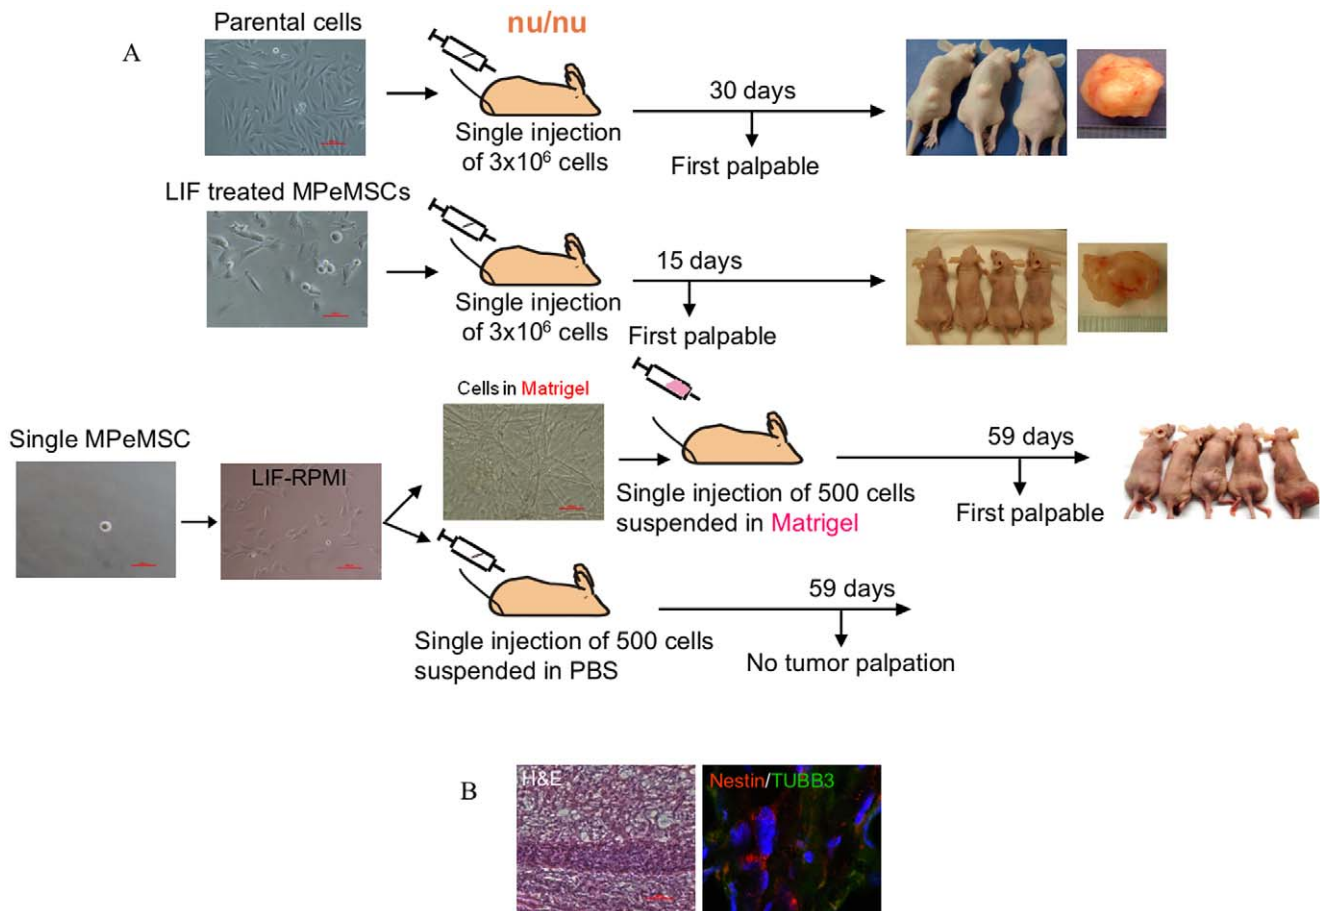 A
Parental cells
nu/nu
Single injection
of 3x10⁶ cells
30 days
First palpable
LIF treated MPeMSCs
Single injection
of 3x10⁶ cells
15 days
First palpable
Single MPeMSC
LIF-RPMI
Cells in Matrigel
Single injection of 500 cells
suspended in Matrigel
59 days
First palpable
Single injection of 500 cells
suspended in PBS
59 days
No tumor palpation
B
H&E
Nestin/TUBB3